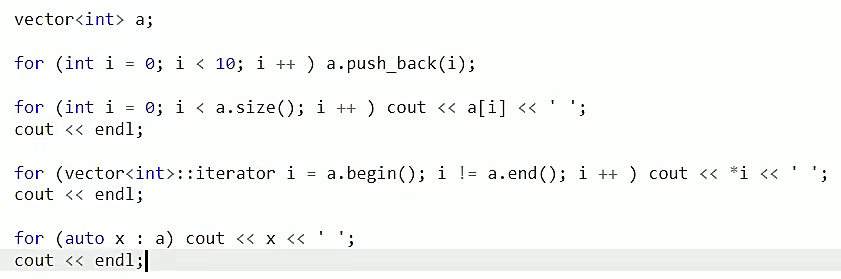 vector<int> a;
for (int i = 0; i < 10; i ++ ) a.push_back(i);
for (int i = 0; i < a.size(); i ++ ) cout << a[i] << ' ';
cout << endl;
for (vector<int>::iterator i = a.begin(); i != a.end(); i ++ ) cout << *i << ' ';
cout << endl;
for (auto x : a) cout << x << ' ';
cout << endl;